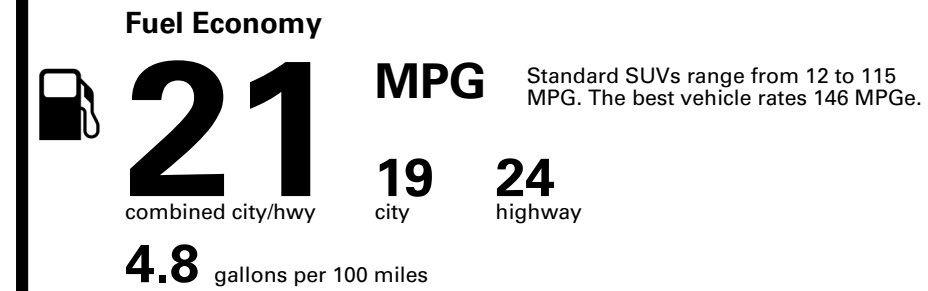 Fuel Economy
21 MPG
Standard SUVs range from 12 to 115
MPG. The best vehicle rates 146 MPGe.
combined city/hwy
19
city
24
highway
4.8 gallons per 100 miles